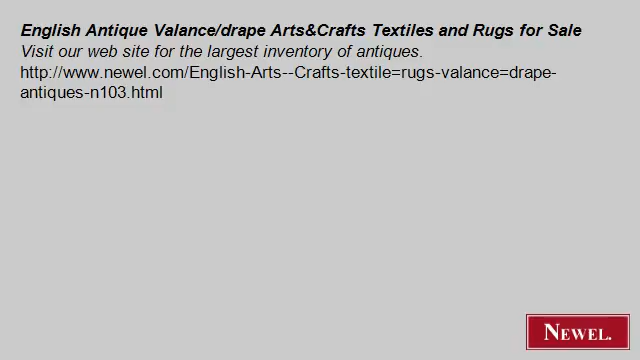 English Antique Valance/drape Arts&Crafts Textiles and Rugs for Sale
Visit our web site for the largest inventory of antiques.
http://www.newel.com/English-Arts--Crafts-textile=rugs-valance=drape-
antiques-n103.html
NEWEL.